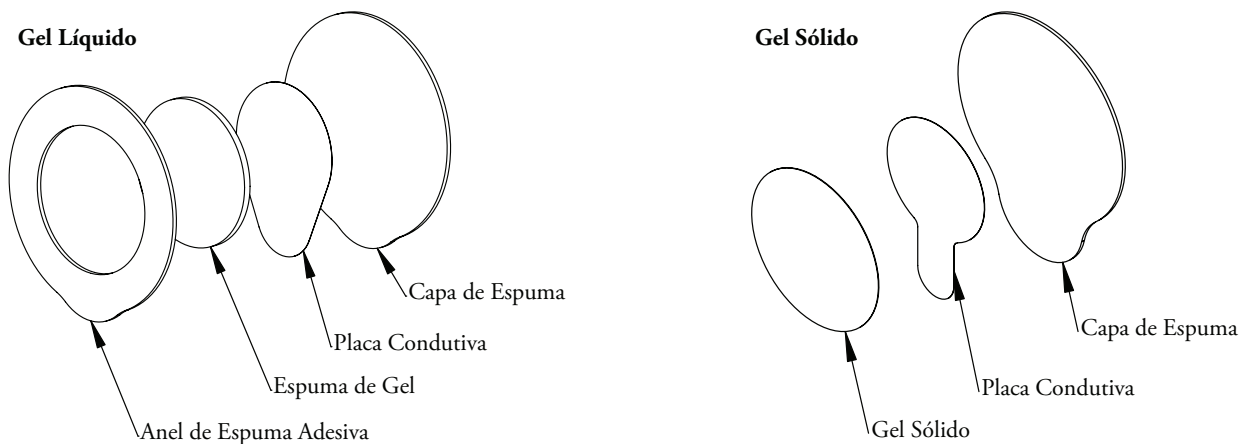 Gel Líquido
Capa de Espuma
Placa Condutiva
Espuma de Gel
Anel de Espuma Adesiva
Gel Sólido
Capa de Espuma
Placa Condutiva
Gel Sólido